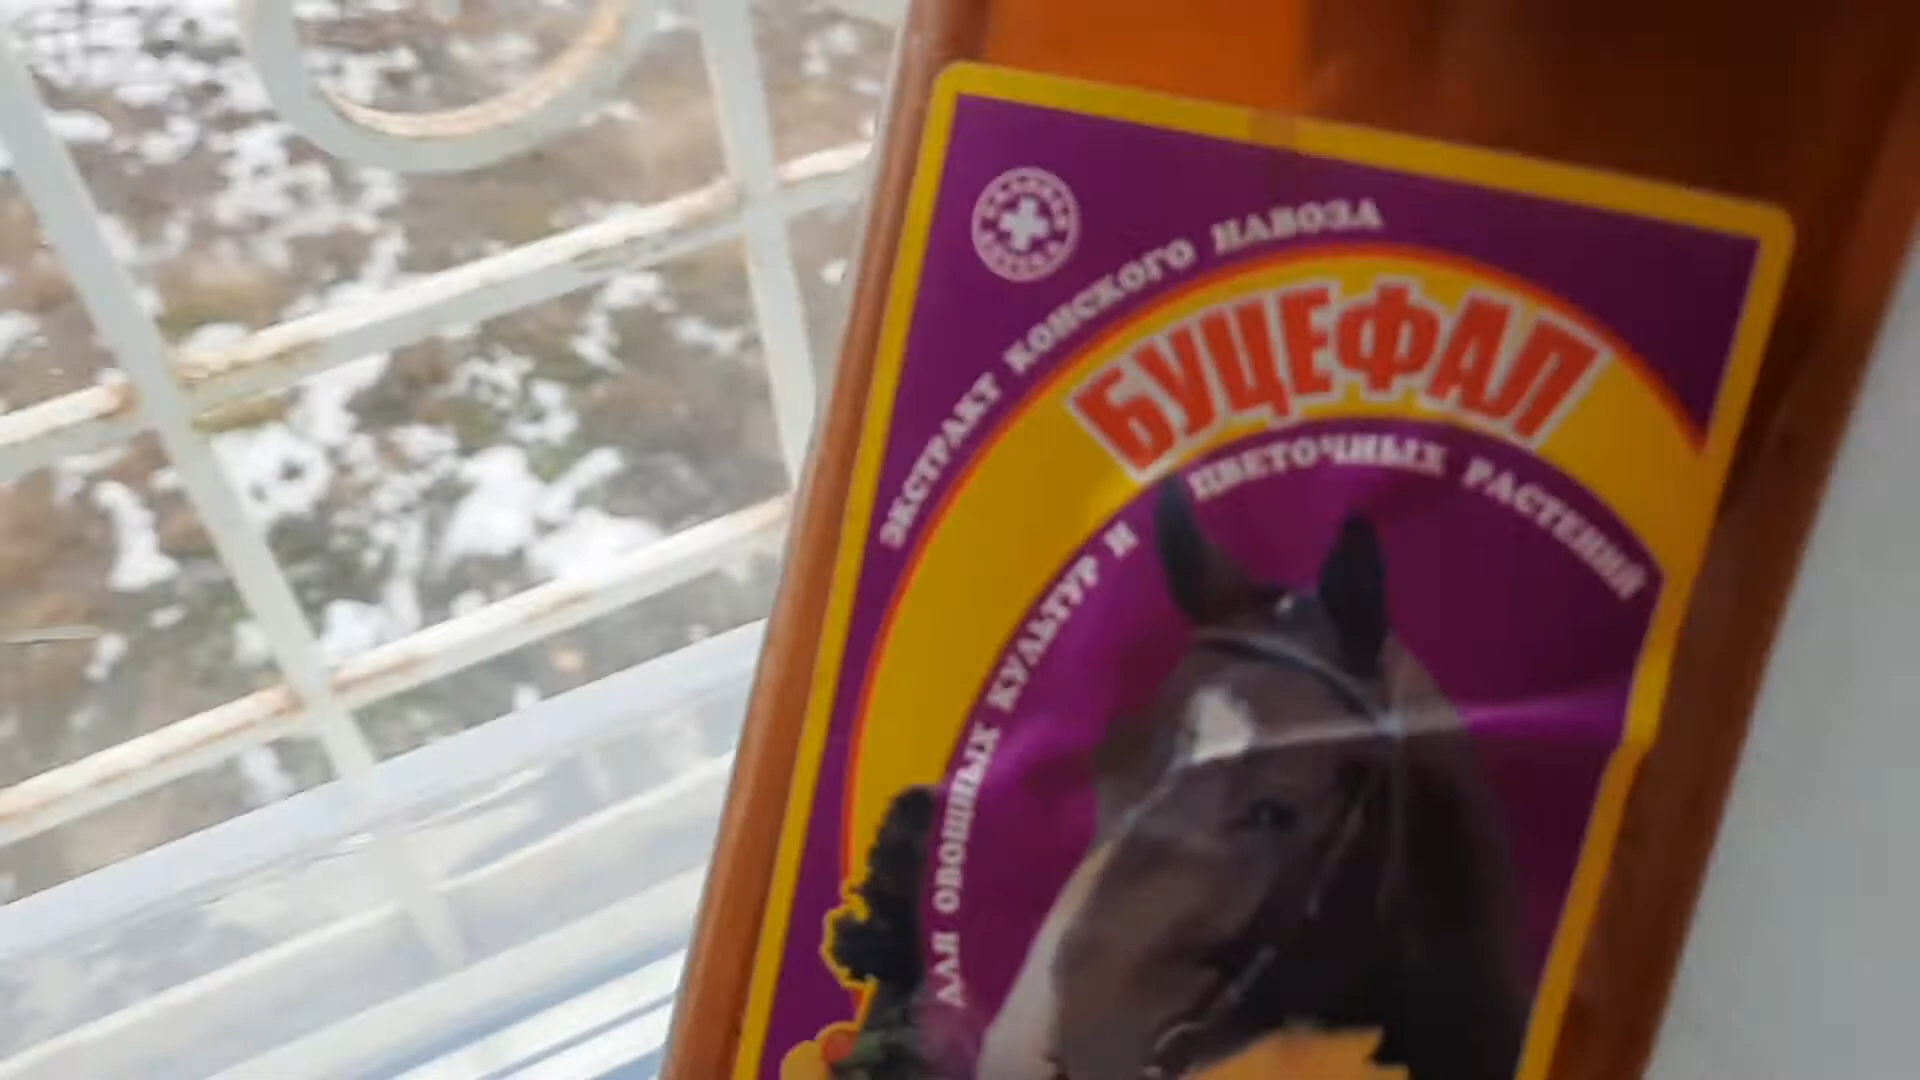 ЭКСТРАКТ КОНСКОГО НАВОЗА
БУЦЕФАЛ
ДЛЯ ОВОЩНЫХ КУЛЬТУР И ЦВЕТОЧНЫХ РАСТЕНИЙ